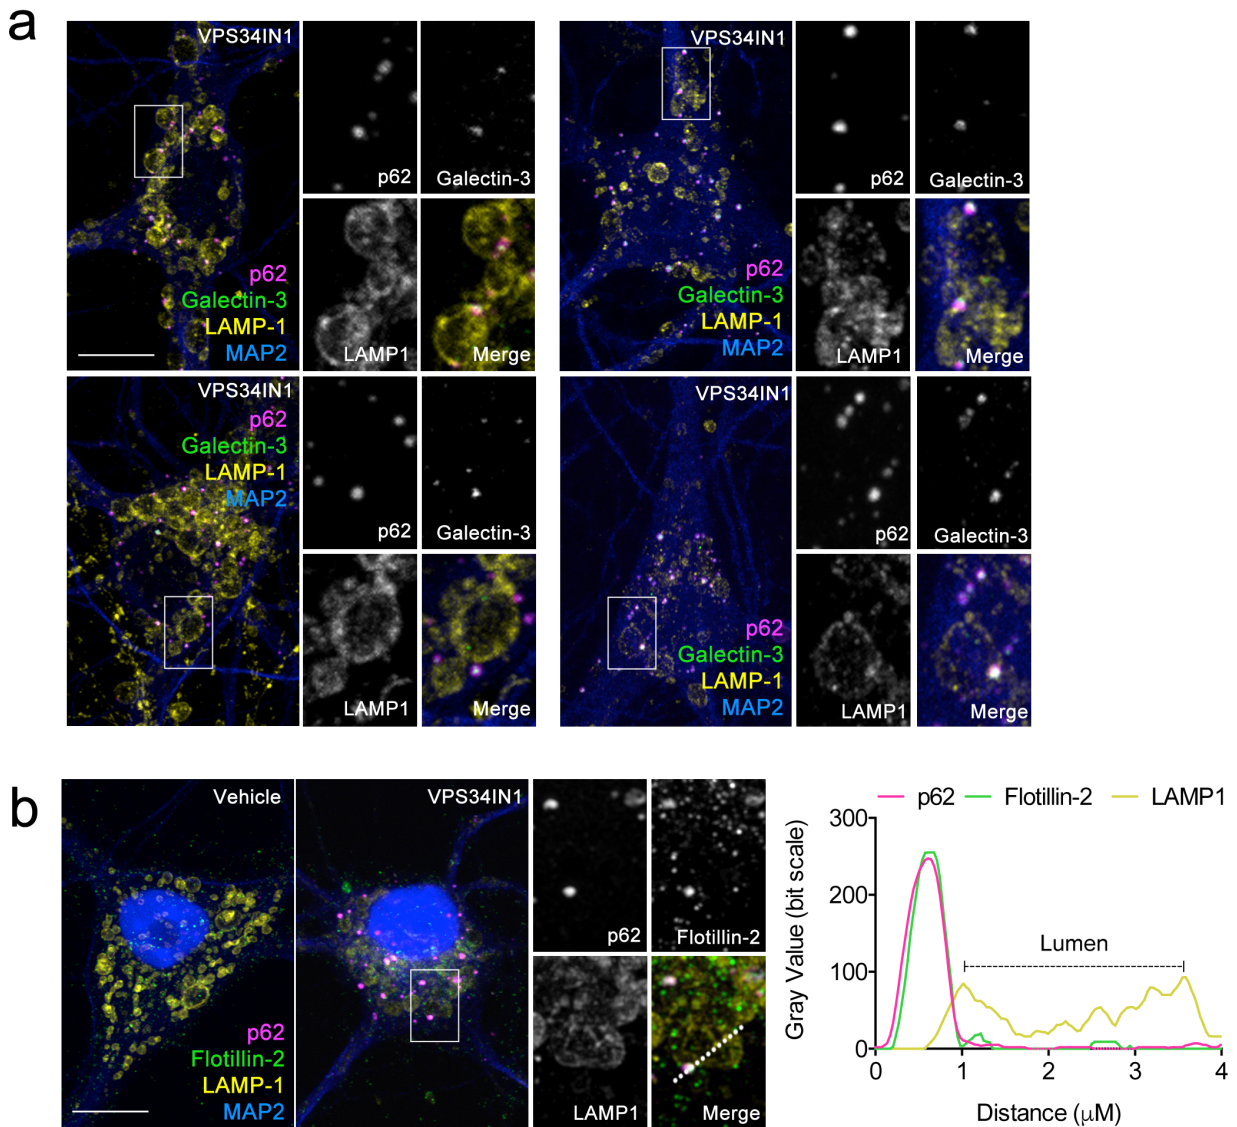 a
VPS34IN1
p62
Galectin-3
LAMP-1
MAP2
p62
Galectin-3
LAMP1
Merge
VPS34IN1
p62
Galectin-3
LAMP-1
MAP2
p62
Galectin-3
LAMP1
Merge
VPS34IN1
p62
Galectin-3
LAMP-1
MAP2
p62
Galectin-3
LAMP1
Merge
VPS34IN1
p62
Galectin-3
LAMP-1
MAP2
p62
Galectin-3
LAMP1
Merge
b
Vehicle
p62
Flotillin-2
LAMP-1
MAP2
VPS34IN1
p62
Flotillin-2
LAMP1
Merge
p62 Flotillin-2 LAMP1
Gray Value (bit scale)
300
200
100
0
Lumen
0 1 2 3 4
Distance (μM)